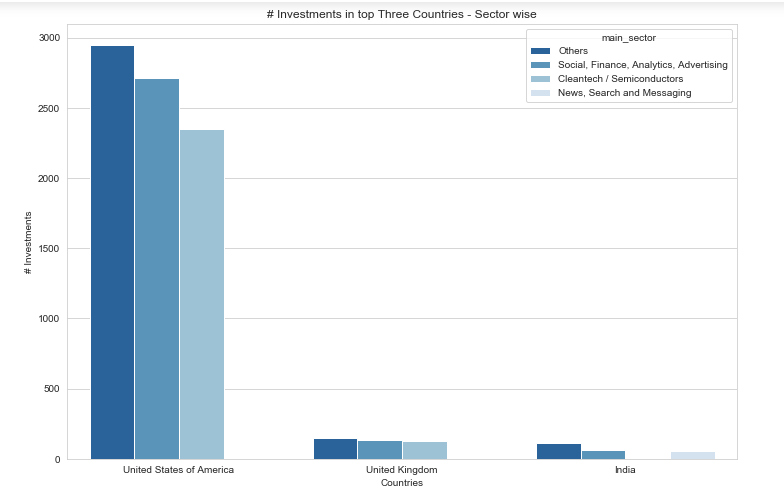 # Investments in top Three Countries - Sector wise
main_sector
Others
Social, Finance, Analytics, Advertising
Cleantech / Semiconductors
News, Search and Messaging
3000
2500
2000
1500
1000
500
0
# Investments
United States of America
United Kingdom
India
Countries